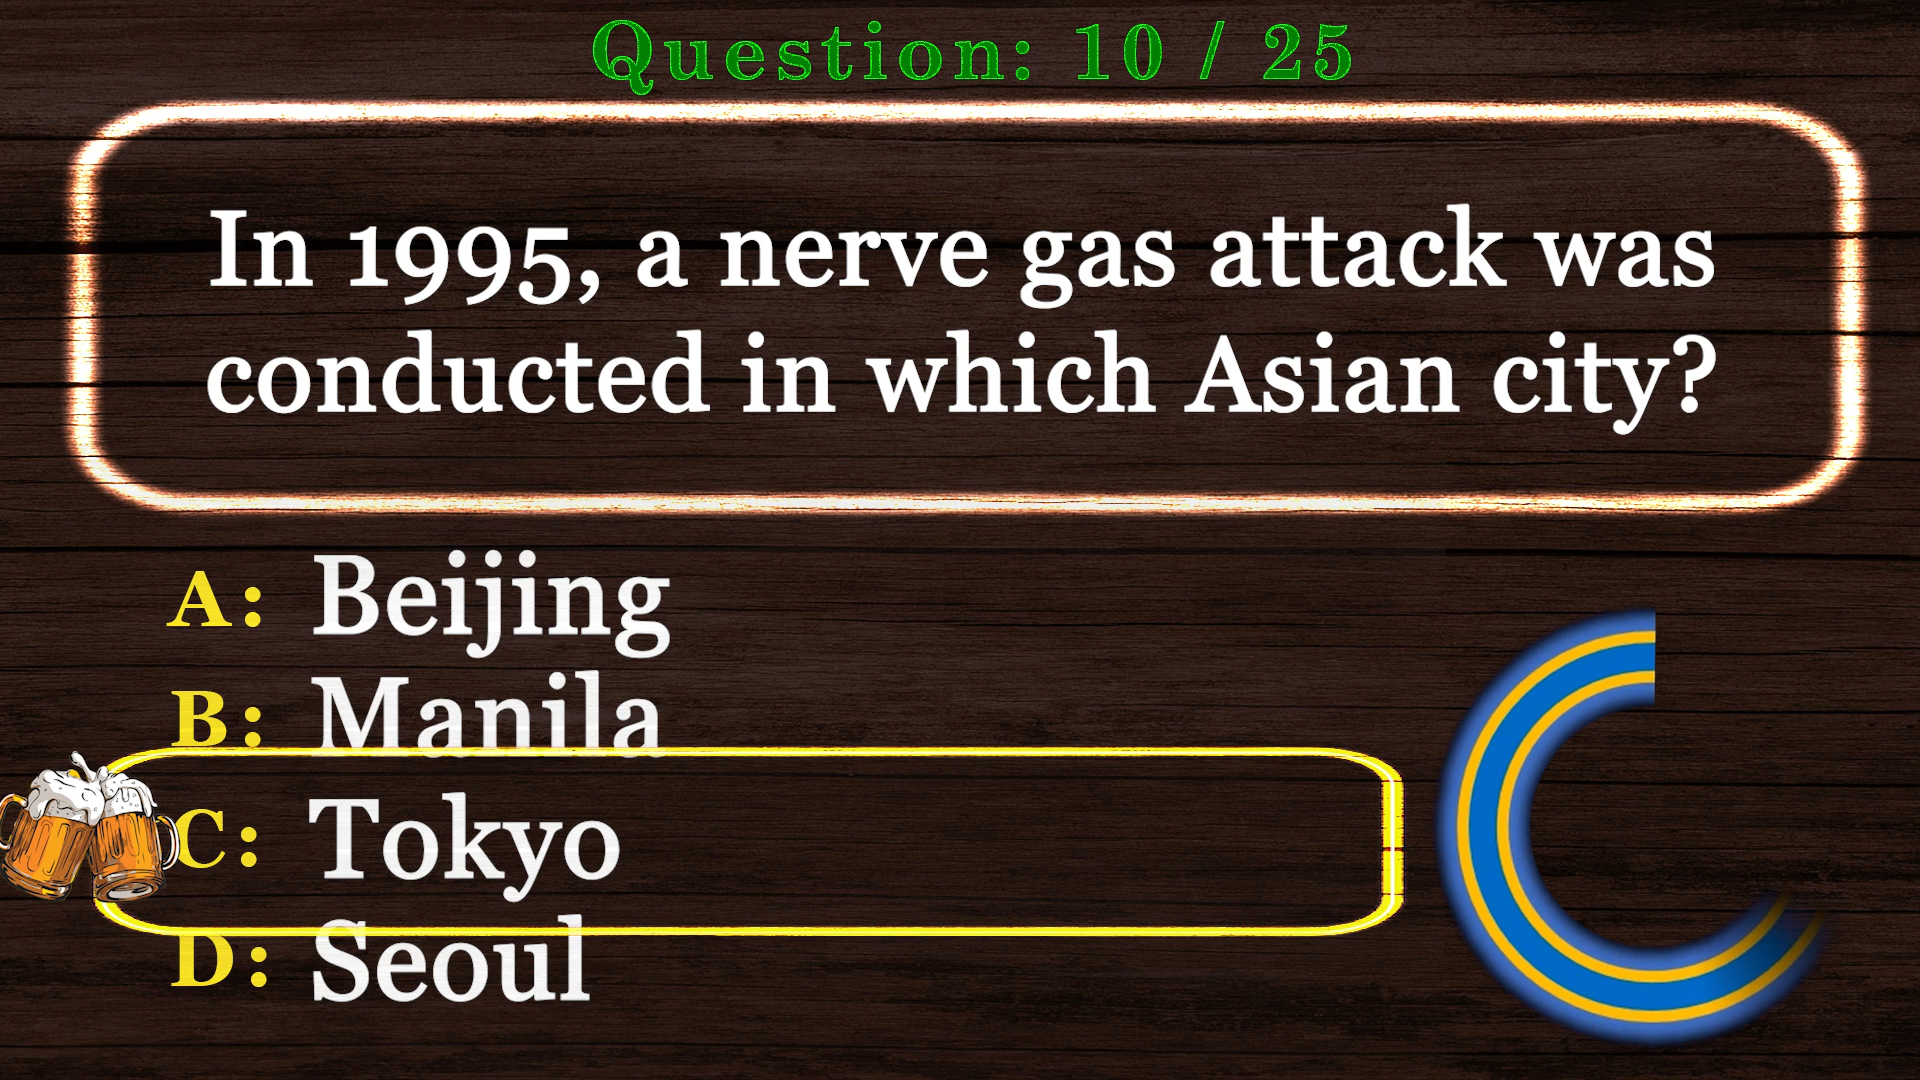 Question: 10 / 25
In 1995, a nerve gas attack was
conducted in which Asian city?
A: Beijing
B: Manila
C: Tokyo
D: Seoul